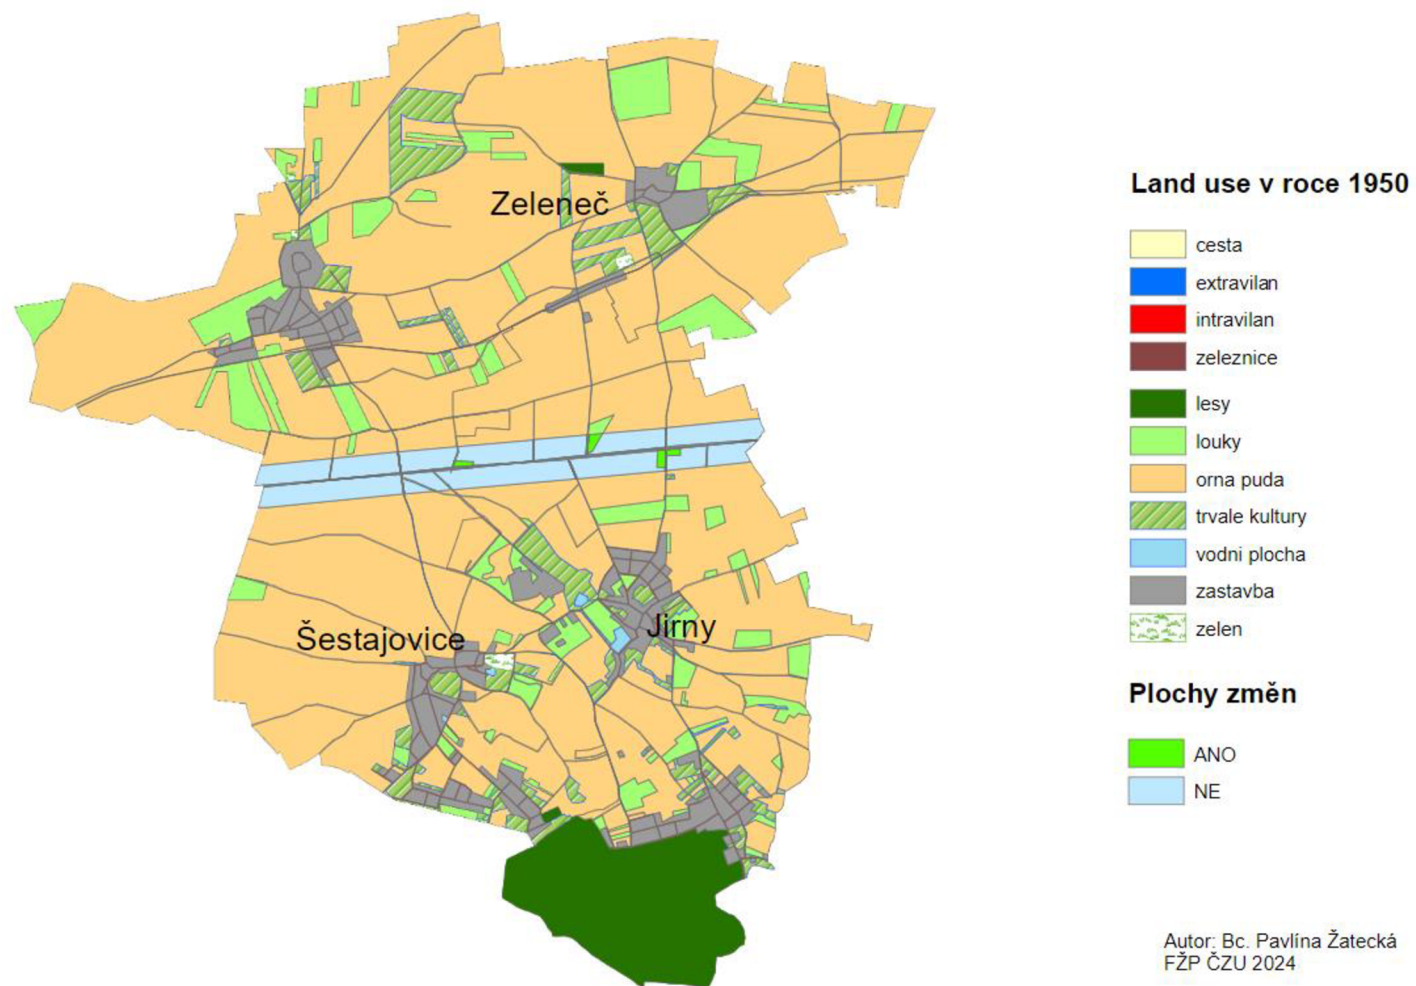 Zeleneč
Šestajovice
Jirny
Land use v roce 1950
cesta
extravilan
intravilan
zeleznice
lesy
louky
orna puda
trvale kultury
vodni plocha
zastavba
zelen
Plochy změn
ANO
NE
Autor: Bc. Pavlína Žatecká
FŽP ČZU 2024